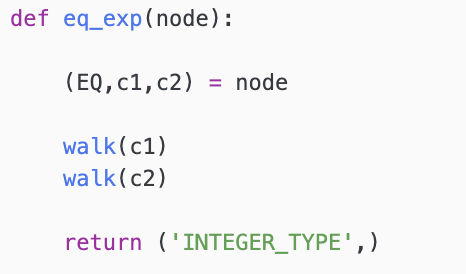 def eq_exp(node):
    (EQ,c1,c2) = node
    walk(c1)
    walk(c2)
    return ('INTEGER_TYPE',)